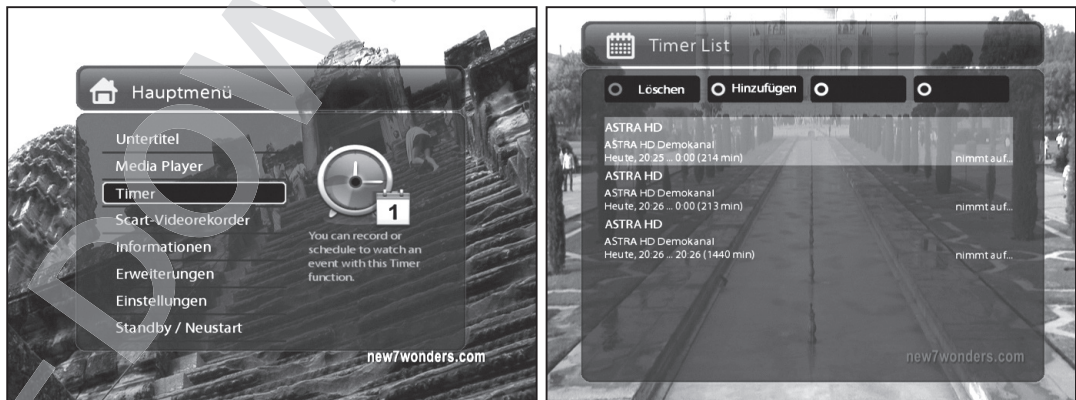 Hauptmenü
Untertitel
Media Player
Timer
Scart-Videorekorder
Informationen
Erweiterungen
Einstellungen
Standby / Neustart
1
You can record or
schedule to watch an
event with this Timer
function.
new7wonders.com
Timer List
Löschen
Hinzufügen
ASTRA HD
ASTRA HD Demokanal
Heute, 20:25 ... 0:00 (214 min) nimmt auf...
ASTRA HD
ASTRA HD Demokanal
Heute, 20:26 ... 0:00 (213 min) nimmt auf...
ASTRA HD
ASTRA HD Demokanal
Heute, 20:26 ... 20:26 (1440 min) nimmt auf...
new7wonders.com